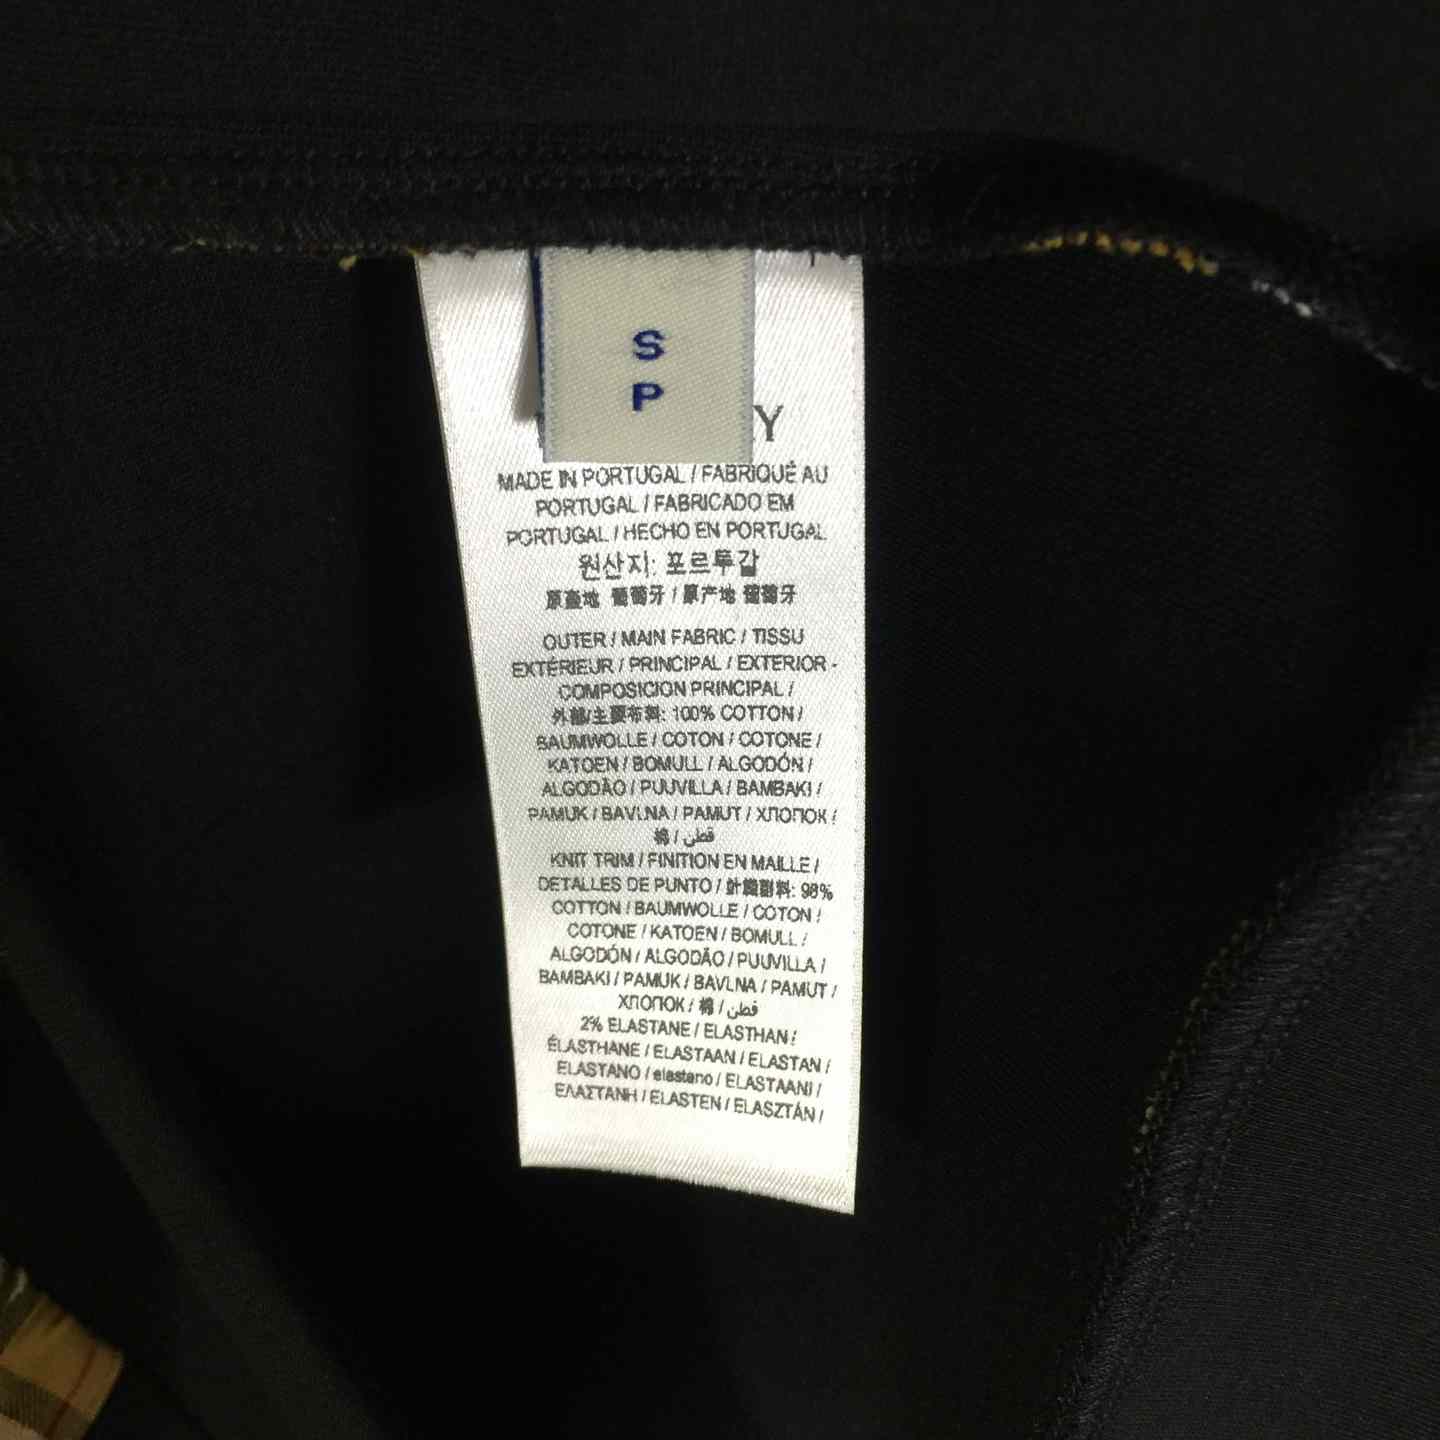 S
P
Y
MADE IN PORTUGAL / FABRIQUÉ AU
PORTUGAL / FABRICADO EM
PORTUGAL / HECHO EN PORTUGAL
원산지: 포르투갈
原產地 葡萄牙 / 原产地 葡萄牙
OUTER / MAIN FABRIC / TISSU
EXTÉRIEUR / PRINCIPAL / EXTERIOR -
COMPOSICION PRINCIPAL /
外部/主要布料: 100% COTTON /
BAUMWOLLE / COTON / COTONE /
KATOEN / BOMULL / ALGODÓN /
ALGODÃO / PUUVILLA / BAMBAKI /
PAMUK / BAVLNA / PAMUT / ХЛОПОК /
棉 / قطن
KNIT TRIM / FINITION EN MAILLE /
DETALLES DE PUNTO / 針織副料: 98%
COTTON / BAUMWOLLE / COTON /
COTONE / KATOEN / BOMULL /
ALGODÓN / ALGODÃO / PUUVILLA /
BAMBAKI / PAMUK / BAVLNA / PAMUT /
ХЛОПОК / 棉 / قطن
2% ELASTANE / ELASTHAN /
ÉLASTHANE / ELASTAAN / ELASTAN /
ELASTANO / elastano / ELASTAANI /
ΕΛΑΣΤΑΝΗ / ELASTEN / ELASZTÁN /